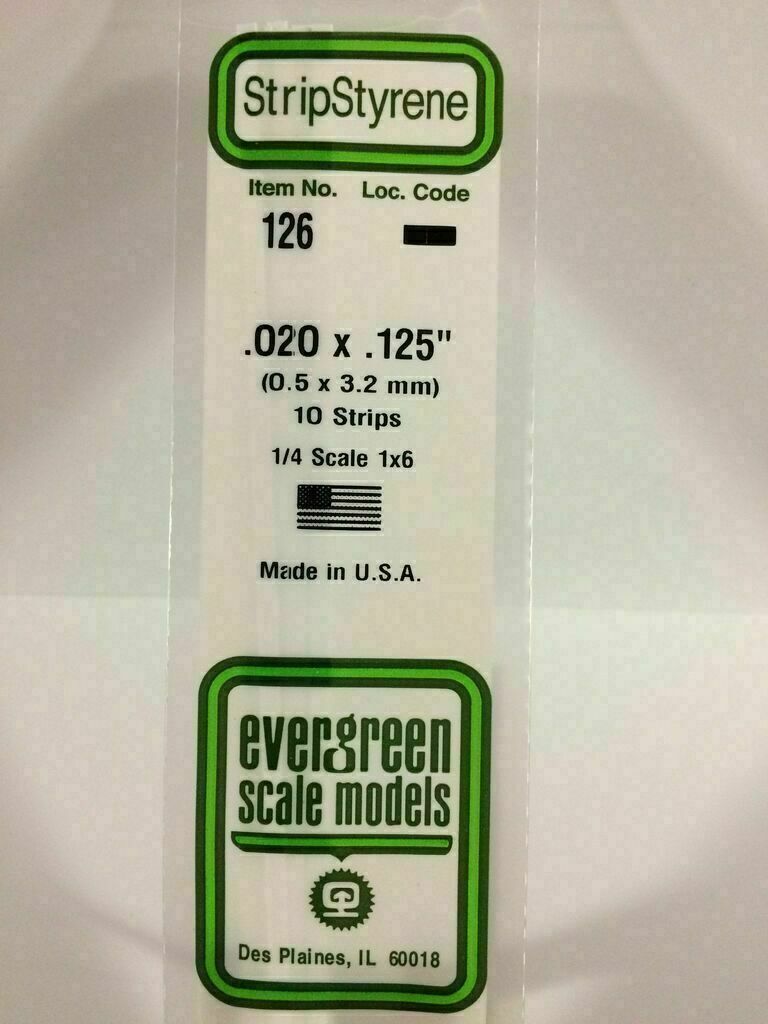 StripStyrene
Item No. Loc. Code
126
.020 x .125"
(0.5 x 3.2 mm)
10 Strips
1/4 Scale 1x6
Made in U.S.A.
evergreen
scale models
Des Plaines, IL 60018